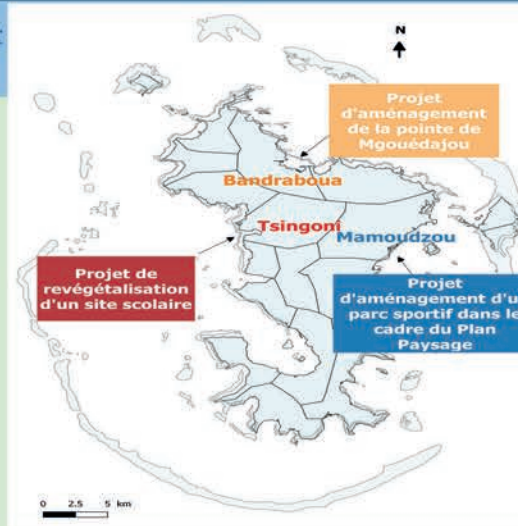 N
Projet
d'aménagement
de la pointe de
Mgouédajou
Bandraboua
Tsingoni
Mamoudzou
Projet de
revégétalisation
d'un site scolaire
Projet
d'aménagement d'u
parc sportif dans le
cadre du Plan
Paysage
0 2.5 5 km